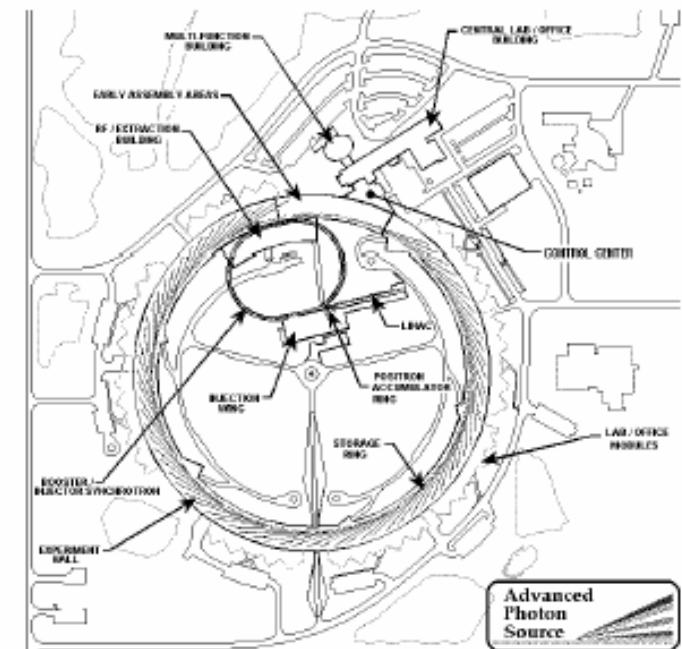 MULTI-FUNCTION
BUILDING
CENTRAL LAB / OFFICE
BUILDING
EARLY ASSEMBLY AREAS
RF / EXTRACTION
BUILDING
CONTROL CENTER
LINAC
POSITRON
ACCUMULATOR
RING
INJECTION
WING
STORAGE
RING
LAB / OFFICE
MODULES
BOOSTER /
INJECTOR SYNCHROTRON
EXPERIMENT
HALL
Advanced
Photon
Source